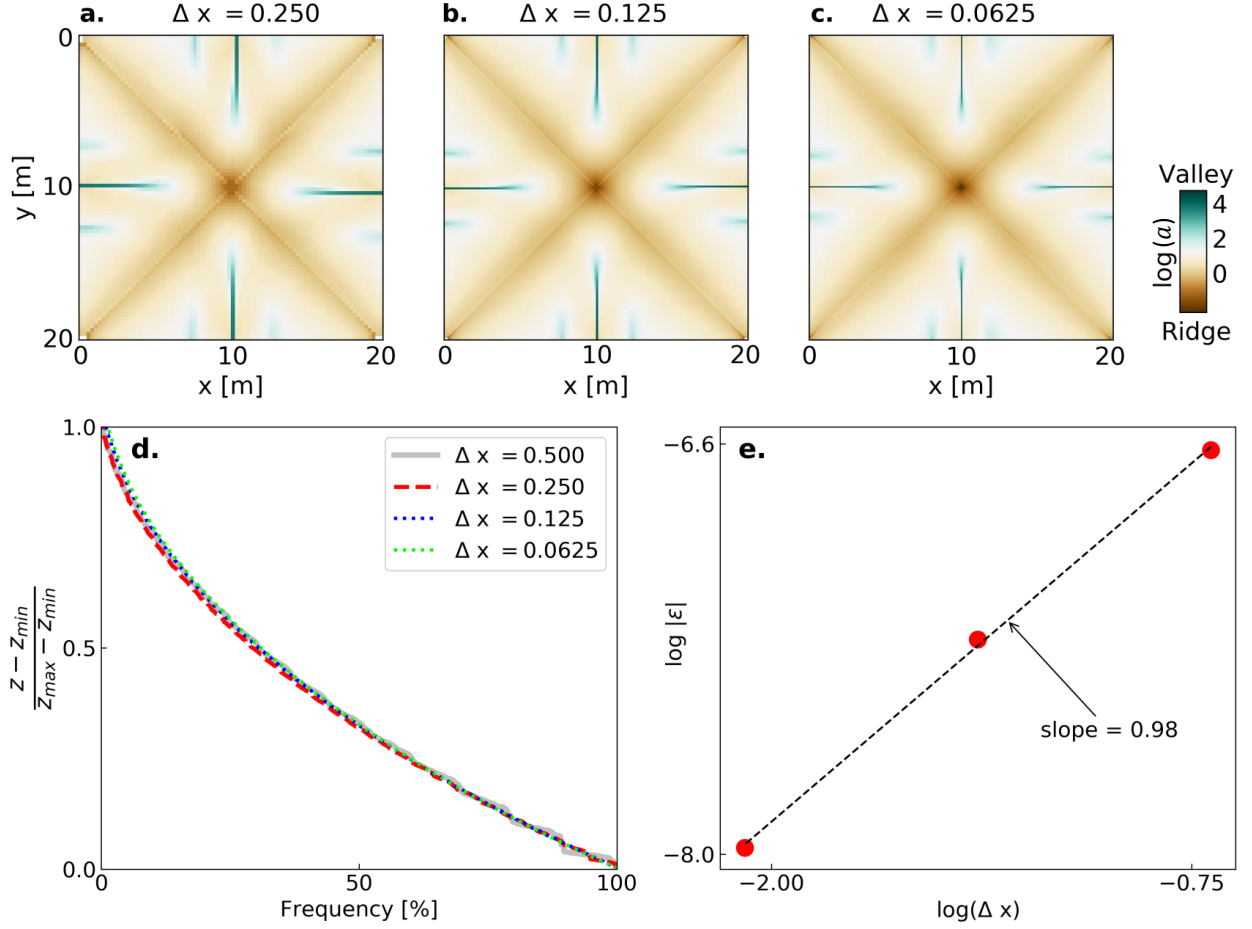 a. Δ x = 0.250
b. Δ x = 0.125
c. Δ x = 0.0625
0
10
20
y [m]
0 10 20
x [m]
0 10 20
x [m]
0 10 20
x [m]
Valley
4
2
0
log(a)
Ridge
d.
1.0
0.5
0.0
z − z_min
z_max − z_min
Δ x = 0.500
Δ x = 0.250
Δ x = 0.125
Δ x = 0.0625
0 50 100
Frequency [%]
e.
−6.6
−8.0
log |ε|
slope = 0.98
−2.00 −0.75
log(Δ x)